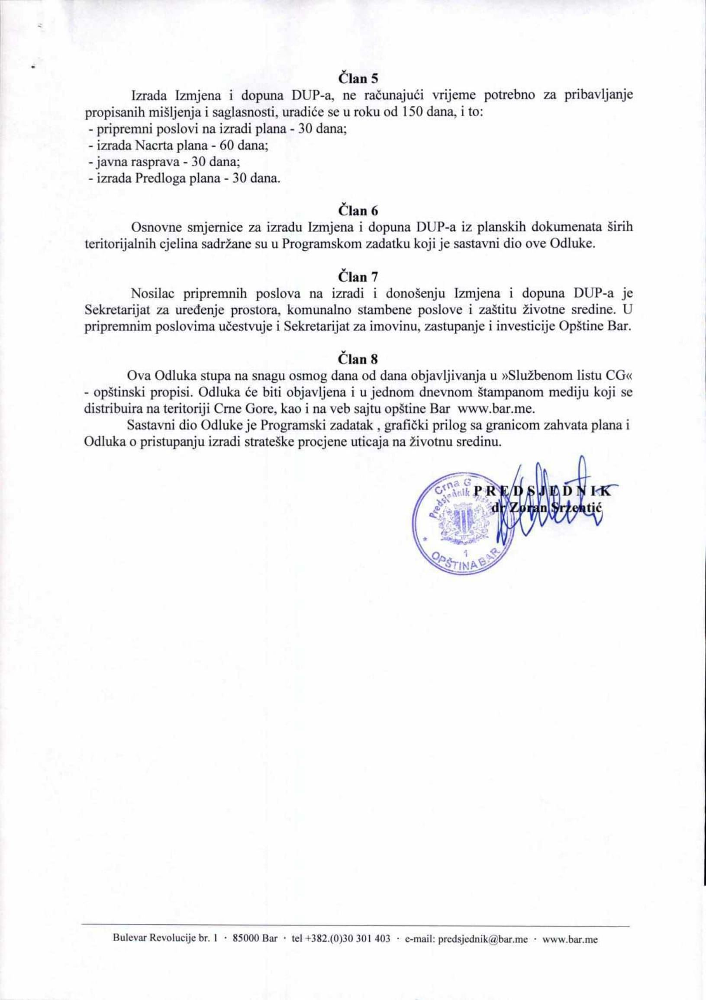 Član 5
Izrada Izmjena i dopuna DUP-a, ne računajući vrijeme potrebno za pribavljanje
propisanih mišljenja i saglasnosti, uradiće se u roku od 150 dana, i to:
- pripremni poslovi na izradi plana - 30 dana;
- izrada Nacrta plana - 60 dana;
- javna rasprava - 30 dana;
- izrada Predloga plana - 30 dana.
Član 6
Osnovne smjernice za izradu Izmjena i dopuna DUP-a iz planskih dokumenata širih
teritorijalnih cjelina sadržane su u Programskom zadatku koji je sastavni dio ove Odluke.
Član 7
Nosilac pripremnih poslova na izradi i donošenju Izmjena i dopuna DUP-a je
Sekretarijat za uređenje prostora, komunalno stambene poslove i zaštitu životne sredine. U
pripremnim poslovima učestvuje i Sekretarijat za imovinu, zastupanje i investicije Opštine Bar.
Član 8
Ova Odluka stupa na snagu osmog dana od dana objavljivanja u »Službenom listu CG«
- opštinski propisi. Odluka će biti objavljena i u jednom dnevnom štampanom mediju koji se
distribuira na teritoriji Crne Gore, kao i na veb sajtu opštine Bar www.bar.me.
Sastavni dio Odluke je Programski zadatak , grafički prilog sa granicom zahvata plana i
Odluka o pristupanju izradi strateške procjene uticaja na životnu sredinu.
PREDSJEDNIK
dr Zoran Srzentić
Crna G
Predsjednik opštine
1
OPŠTINA BAR
Bulevar Revolucije br. 1 · 85000 Bar · tel +382.(0)30 301 403 · e-mail: predsjednik@bar.me · www.bar.me